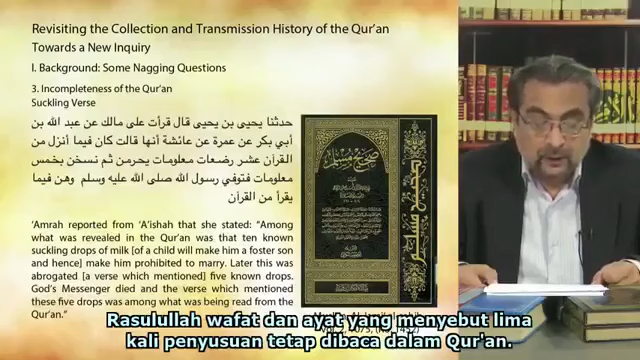 Revisiting the Collection and Transmission History of the Qur'an
Towards a New Inquiry
I. Background: Some Nagging Questions
3. Incompleteness of the Qur'an
Suckling Verse
حدثنا يحيى بن يحيى قال قرأت على مالك عن عبد الله بن
أبي بكر عن عمرة عن عائشة أنها قالت كان فيما أنزل من
القرآن عشر رضعات معلومات يحرمن ثم نسخن بخمس
معلومات فتوفي رسول الله صلى الله عليه وسلم وهن فيما
يقرأ من القرآن
'Amrah reported from 'A'ishah that she stated: "Among
what was revealed in the Qur'an was that ten known
suckling drops of milk [of a child will make him a foster son
and hence] make him prohibited to marry. Later this was
abrogated [a verse which mentioned] five known drops.
God's Messenger died and the verse which mentioned
these five drops was among what was being read from the
Qur'an."
صحيح مسلم
صحيح مسلم
Rasulullah wafat dan ayat yang menyebut lima
kali penyusuan tetap dibaca dalam Qur'an.